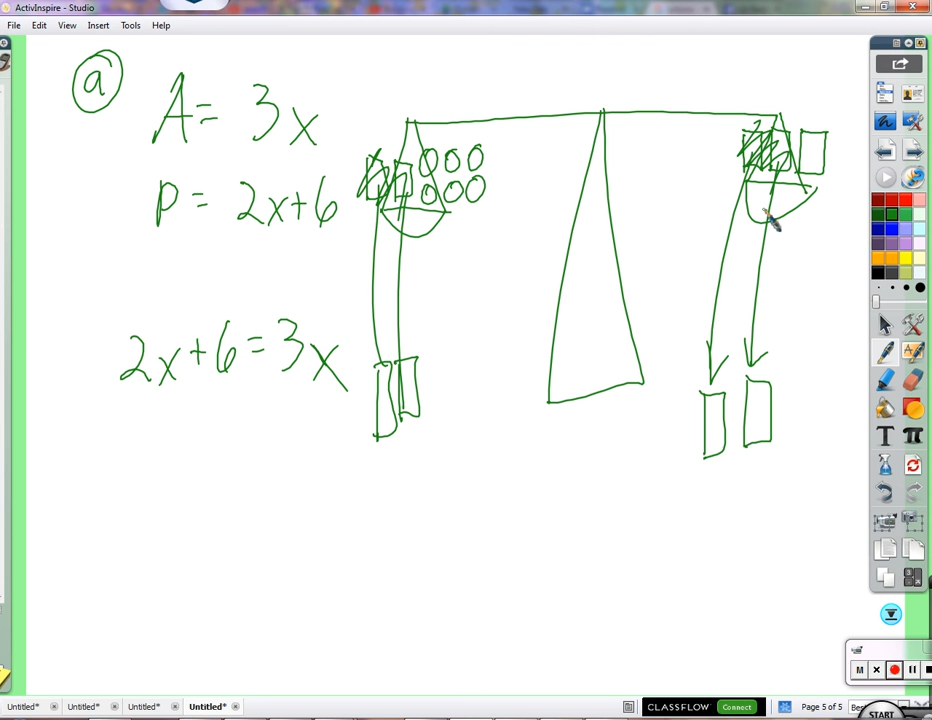 ActivInspire - Studio
File Edit View Insert Tools Help
a
A = 3x
P = 2x+6
2x+6=3x
T π
M
Untitled* Untitled* Untitled* Untitled* CLASSFLOW Connect Page 5 of 5 Bes
START